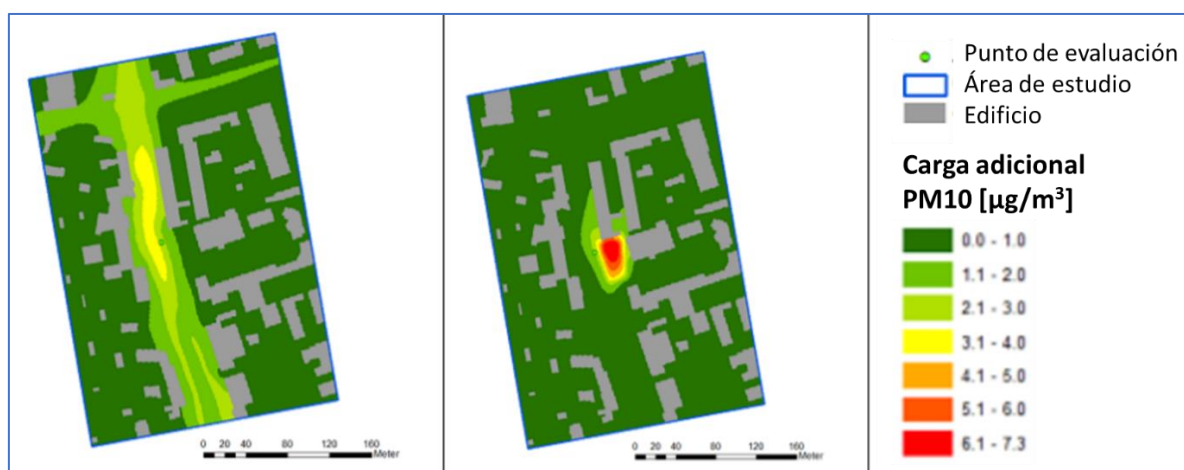 0 20 40 80 120 160
Meter
0 20 40 80 120 160
Meter
Punto de evaluación
Área de estudio
Edificio
Carga adicional
PM10 [µg/m³]
0.0 - 1.0
1.1 - 2.0
2.1 - 3.0
3.1 - 4.0
4.1 - 5.0
5.1 - 6.0
6.1 - 7.3